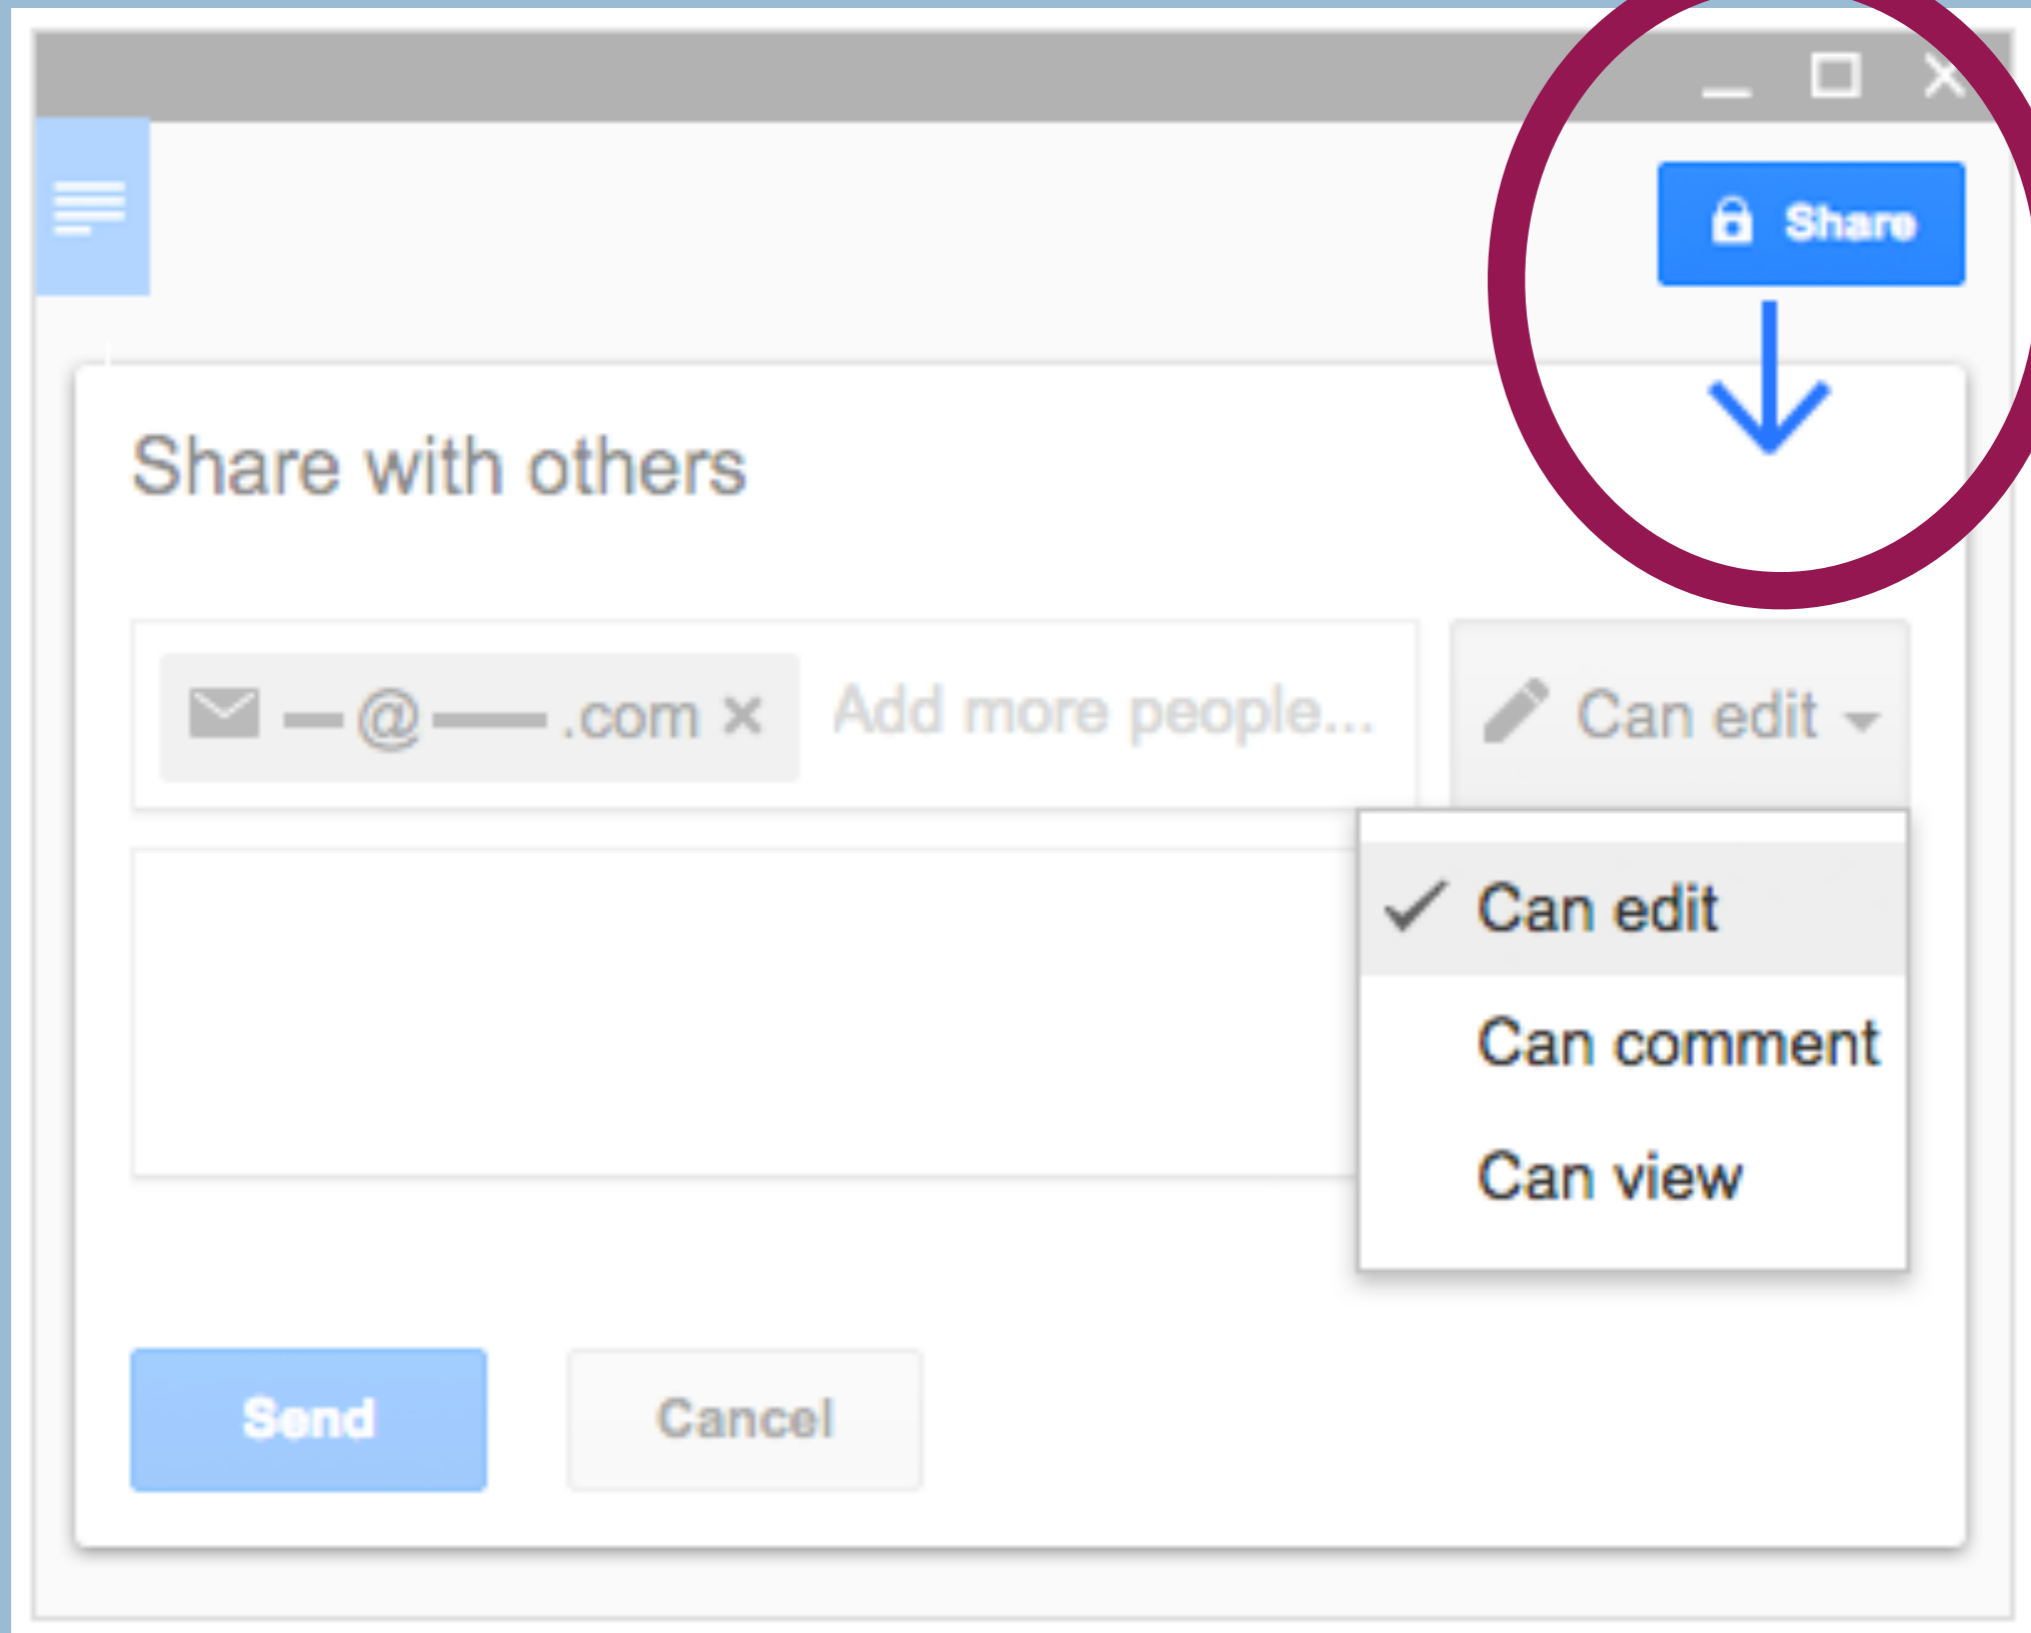 Share
Share with others
@ .com × Add more people...
Can edit
Can edit
Can comment
Can view
Send
Cancel